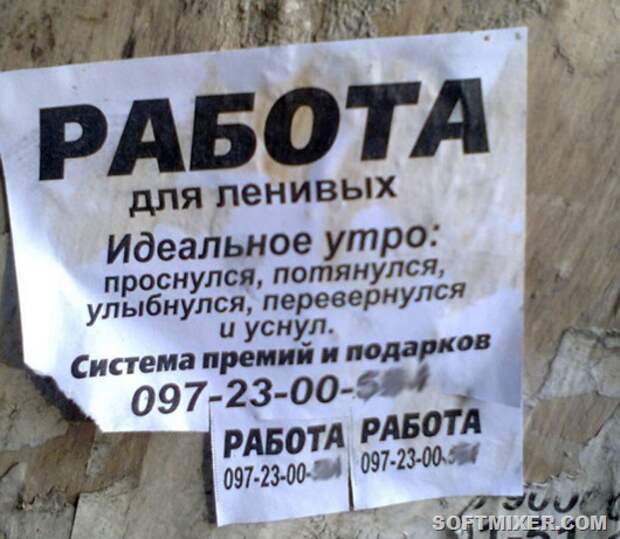 РАБОТА
для ленивых
Идеальное утро:
проснулся, потянулся,
улыбнулся, перевернулся
и уснул.
Система премий и подарков
097-23-00-
РАБОТА
097-23-00-
РАБОТА
097-23-00-
SOFTMIXER.COM